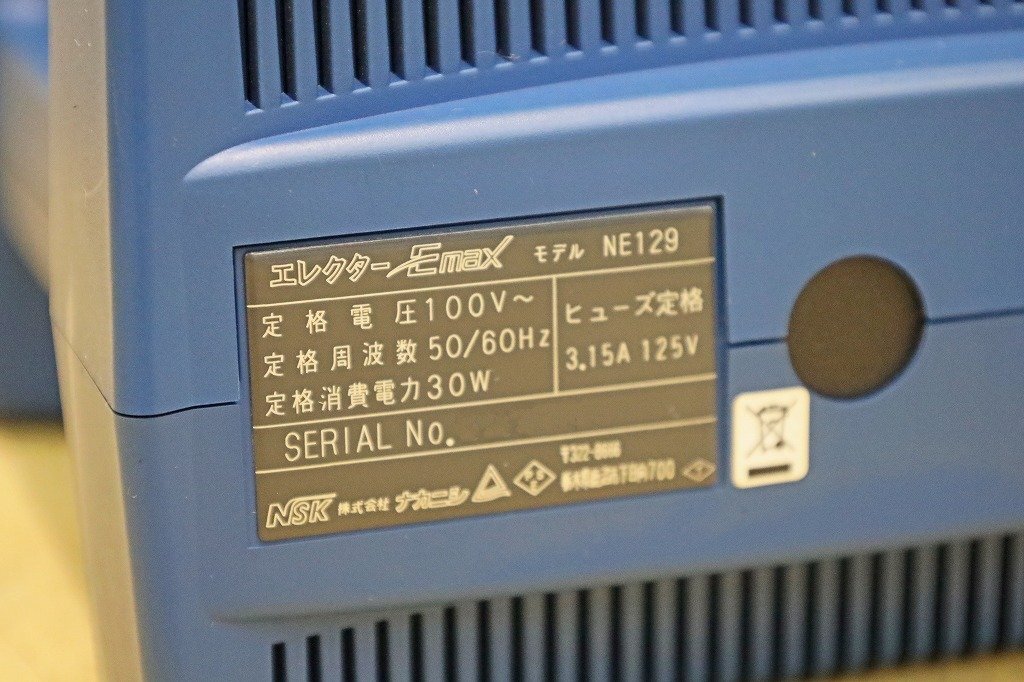 エレクター Emax モデル NE129
定格電圧100V～
定格周波数50/60Hz
定格消費電力30W
ヒューズ定格
3.15A 125V
SERIAL No.
NSK 株式会社 ナカニシ
700